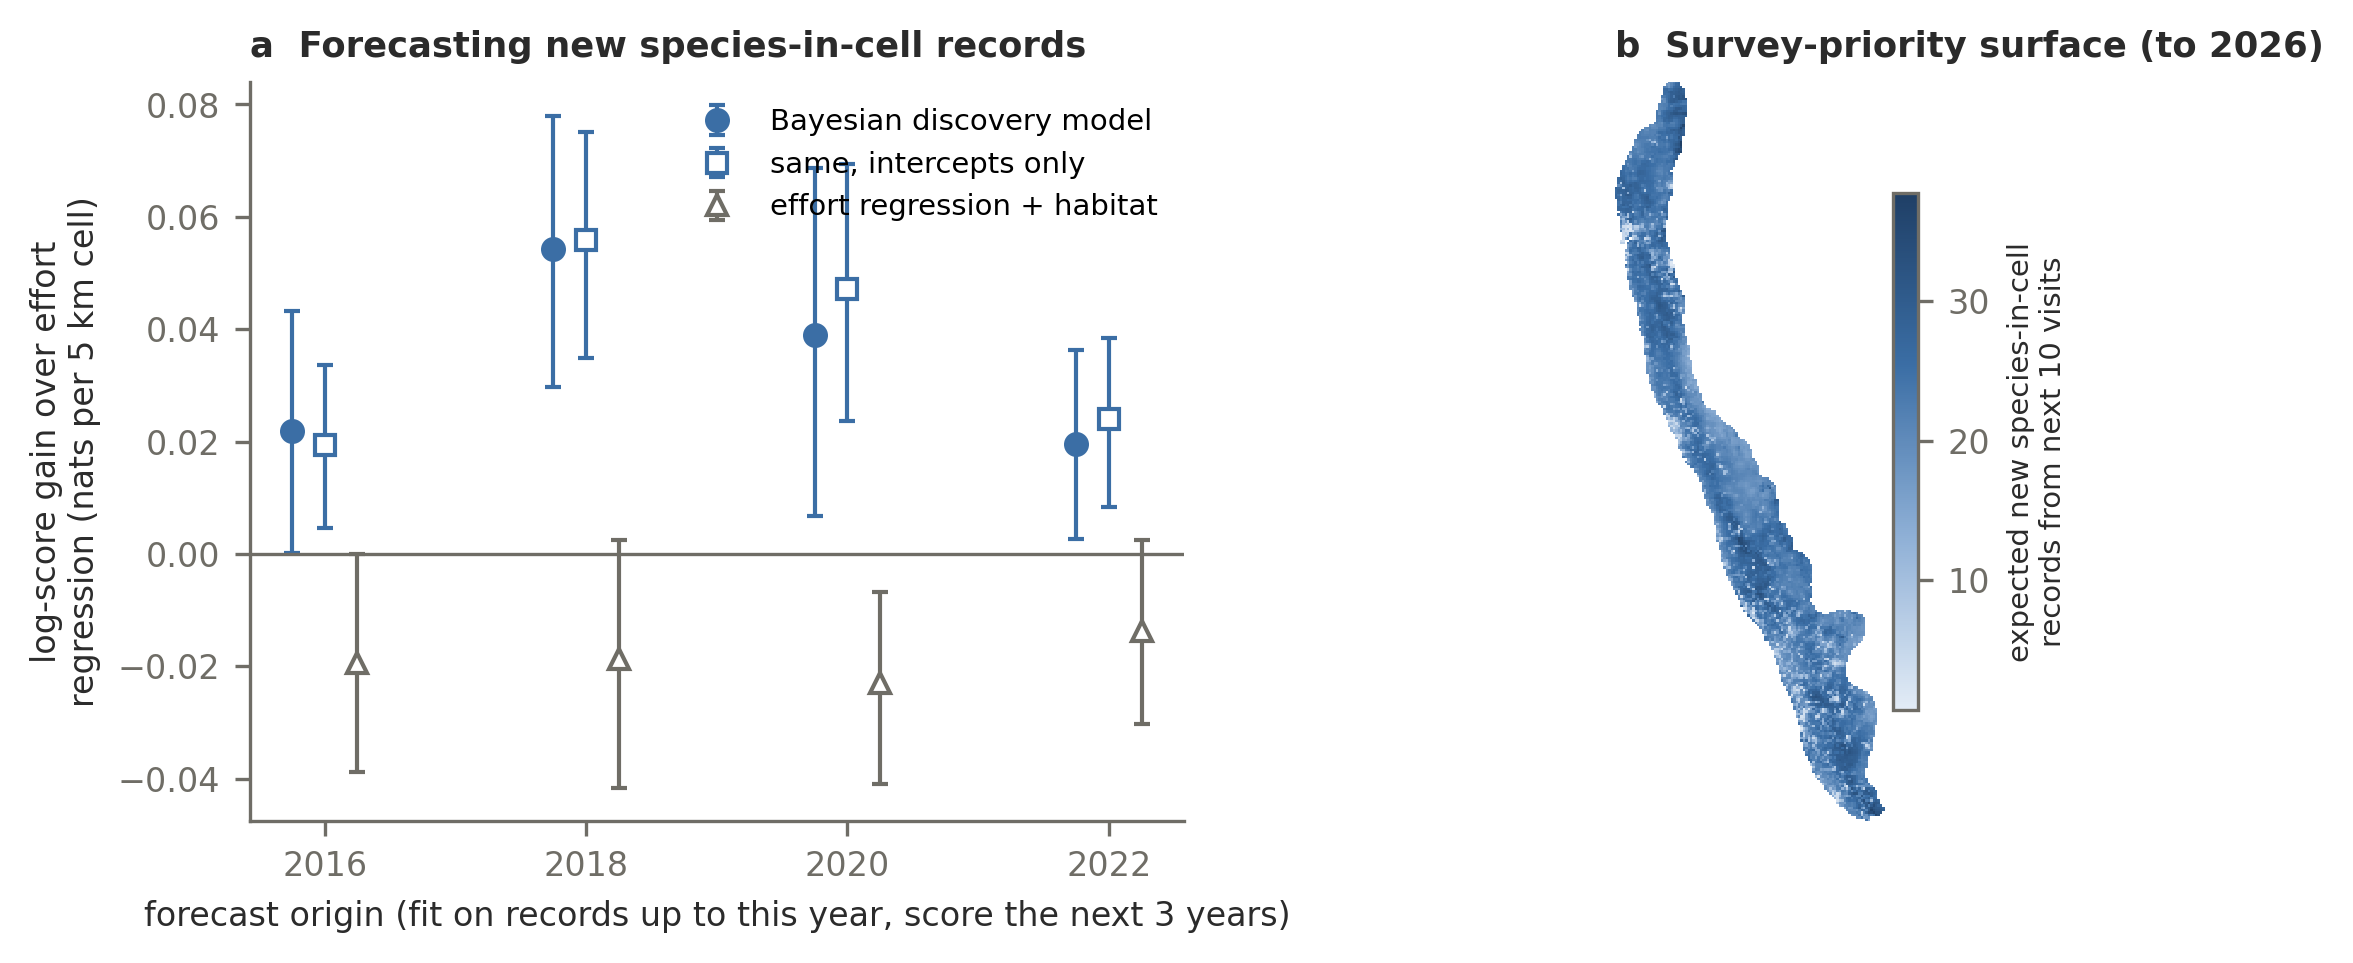 a Forecasting new species-in-cell records
0.08
0.06
0.04
0.02
0.00
−0.02
−0.04
log-score gain over effort
regression (nats per 5 km cell)
Bayesian discovery model
same, intercepts only
effort regression + habitat
2016 2018 2020 2022
forecast origin (fit on records up to this year, score the next 3 years)
b Survey-priority surface (to 2026)
30
20
10
expected new species-in-cell
records from next 10 visits